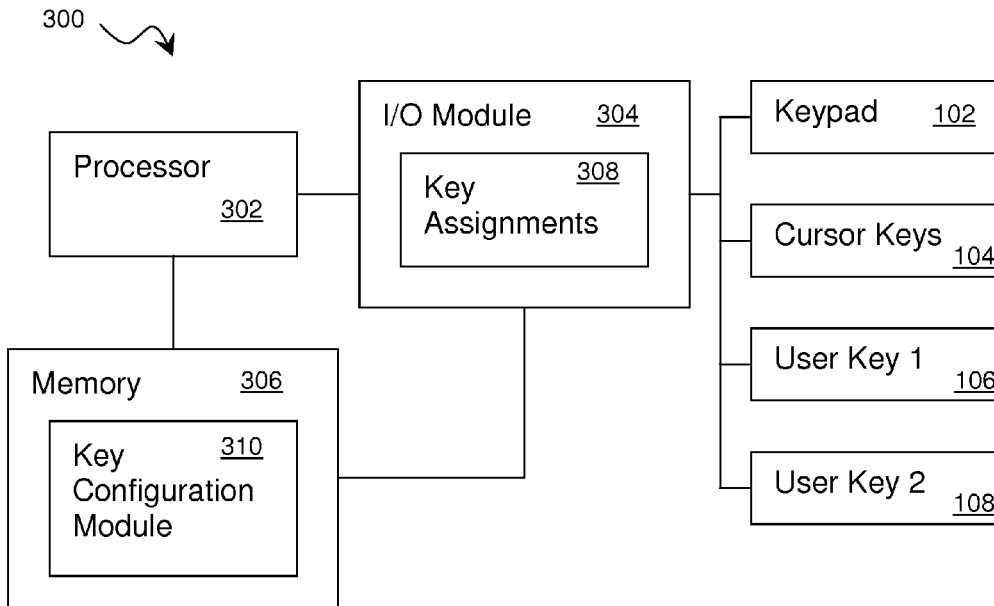 300
I/O Module 304
Key 308
Assignments
Processor
302
Memory 306
Key 310
Configuration
Module
Keypad 102
Cursor Keys
104
User Key 1
106
User Key 2
108